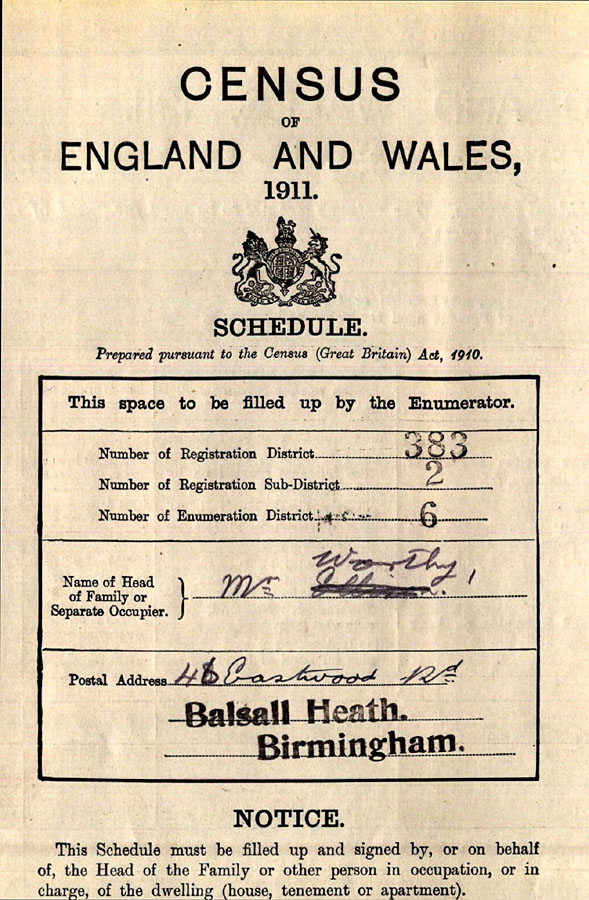 CENSUS
OF
ENGLAND AND WALES,
1911.
SCHEDULE.
Prepared pursuant to the Census (Great Britain) Act, 1910.
This space to be filled up by the Enumerator.
Number of Registration District 383
Number of Registration Sub-District 2
Number of Enumeration District 6
Worthy
Name of Head of Family or Separate Occupier. } Mr
Postal Address Eastwood Rd
Balsall Heath.
Birmingham.
NOTICE.
This Schedule must be filled up and signed by, or on behalf
of, the Head of the Family or other person in occupation, or in
charge, of the dwelling (house, tenement or apartment).